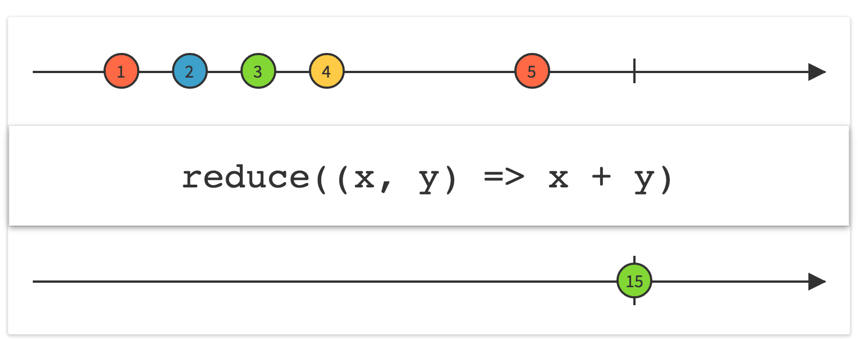 1 2 3 4 5
reduce((x, y) => x + y)
15